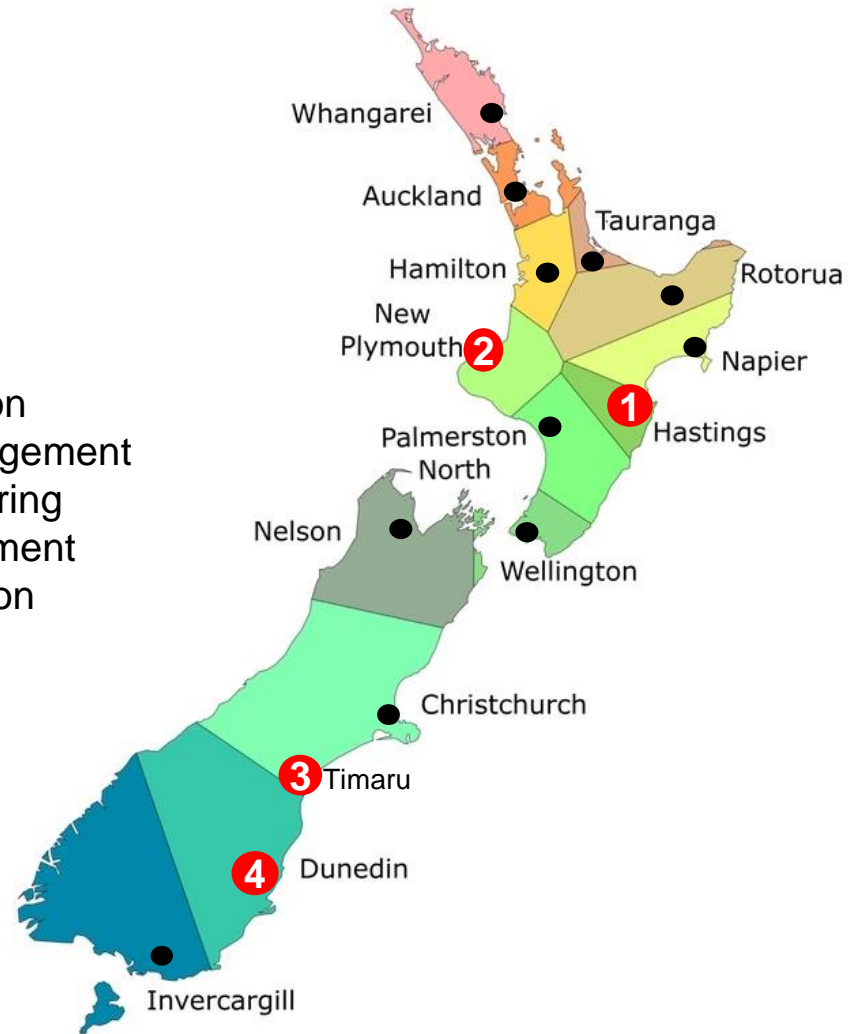 Whangarei
Auckland
Tauranga
Hamilton
Rotorua
New
Plymouth
2
Napier
1
on
gement
Hastings
Palmerston
North
ring
Nelson
ment
Wellington
on
Christchurch
3
Timaru
4
Dunedin
Invercargill